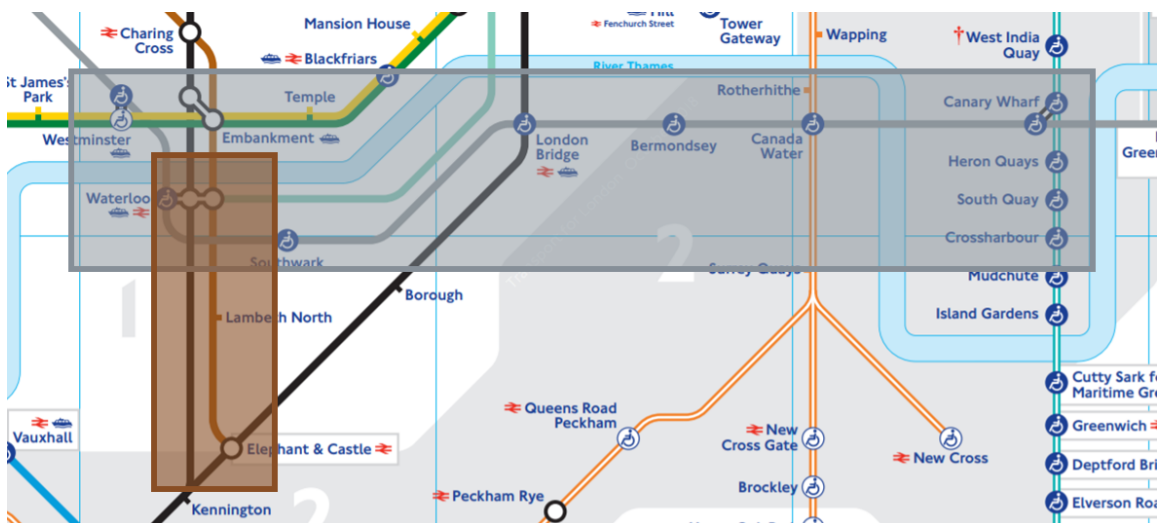 Charing
Cross
Mansion House
Blackfriars
Fenchurch Street
Tower
Gateway
Wapping
†West India
Quay
St James's
Park
Temple
River Thames
Rotherhithe
Canary Wharf
Westminster
Embankment
London
Bridge
Bermondsey
Canada
Water
Heron Quays
Waterloo
South Quay
Crossharbour
Southwark
2
Surrey Quays
Mudchute
1
Borough
Lambeth North
Island Gardens
Vauxhall
Queens Road
Peckham
Elephant & Castle
New
Cross Gate
New Cross
Cutty Sark
Maritime
Greenwich
Deptford
Elverson
Peckham Rye
Brockley
Kennington
2